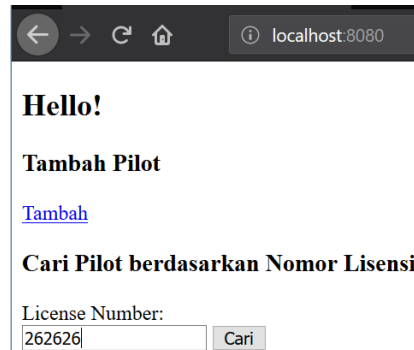 localhost:8080
Hello!
Tambah Pilot
Tambah
Cari Pilot berdasarkan Nomor Lisensi
License Number:
262626 Cari